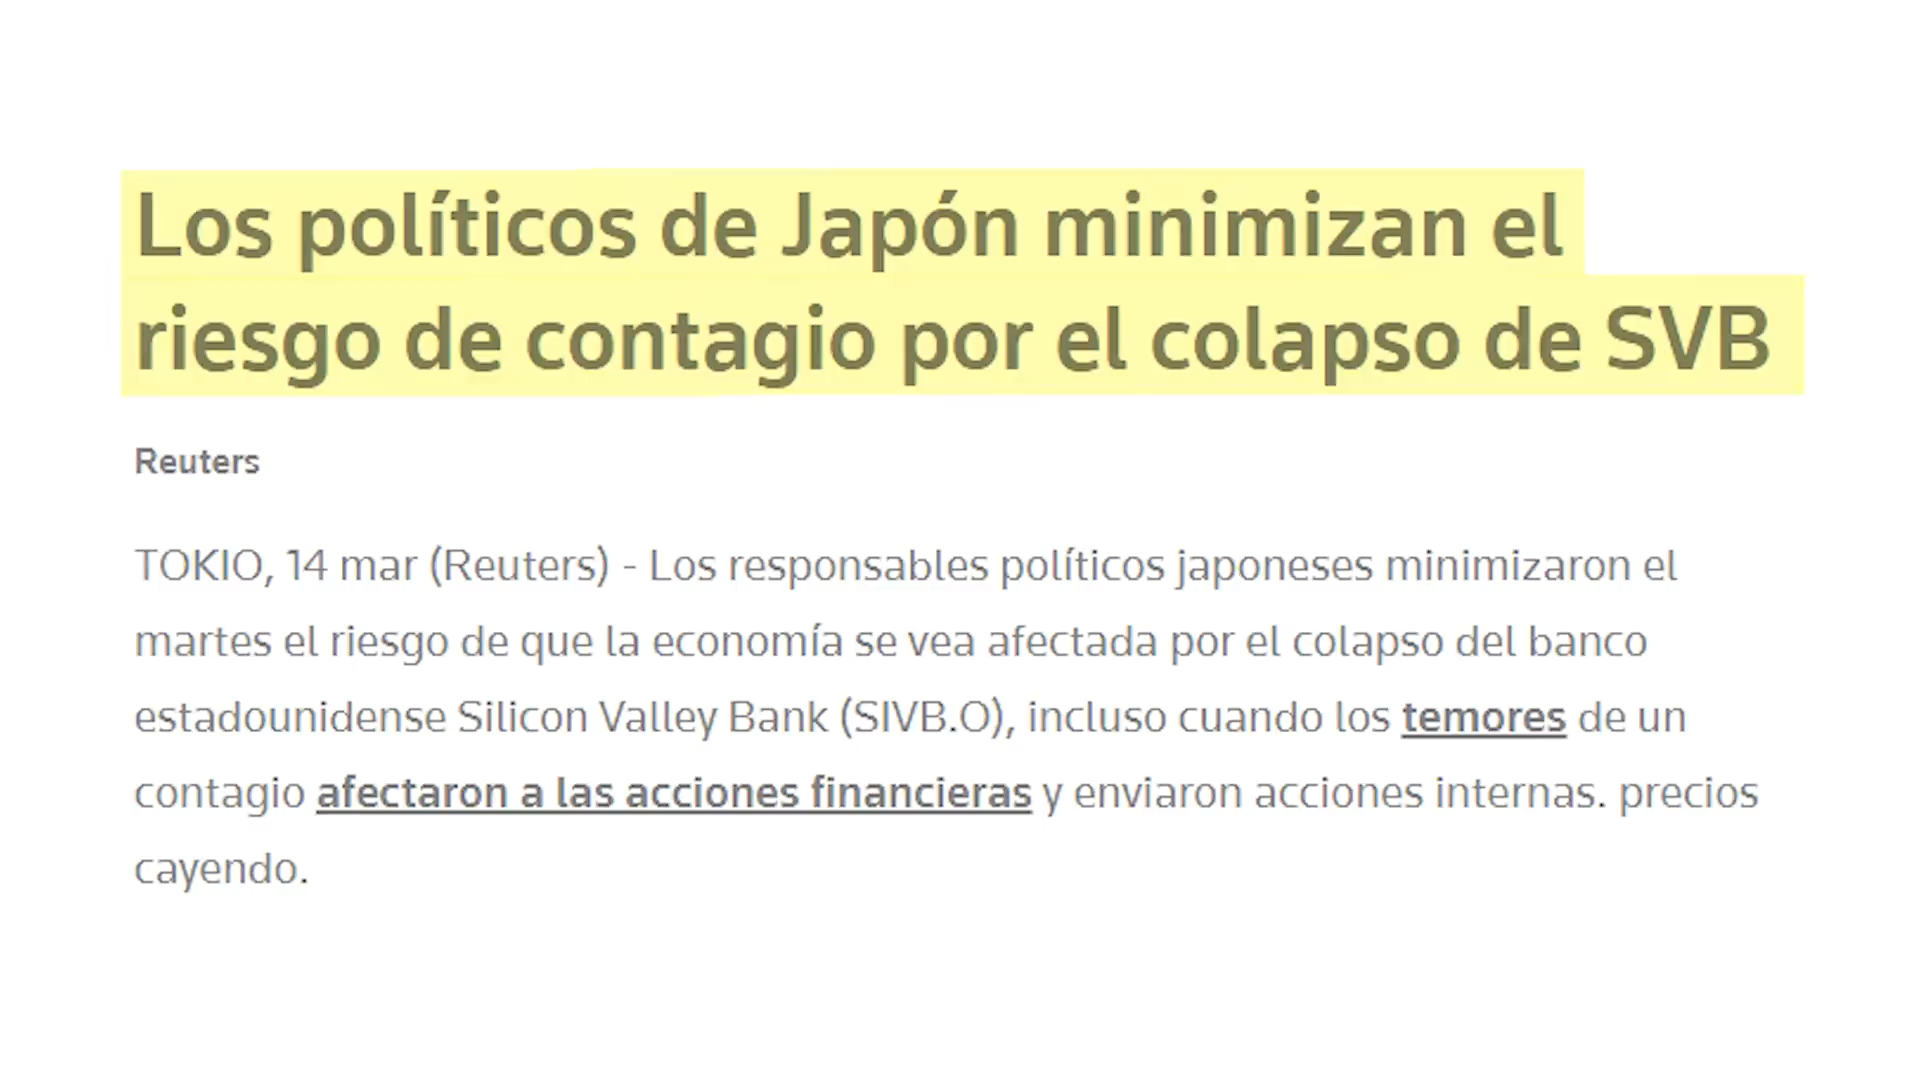 Los políticos de Japón minimizan el
riesgo de contagio por el colapso de SVB
Reuters
TOKIO, 14 mar (Reuters) - Los responsables políticos japoneses minimizaron el
martes el riesgo de que la economía se vea afectada por el colapso del banco
estadounidense Silicon Valley Bank (SIVB.O), incluso cuando los temores de un
contagio afectaron a las acciones financieras y enviaron acciones internas. precios
cayendo.